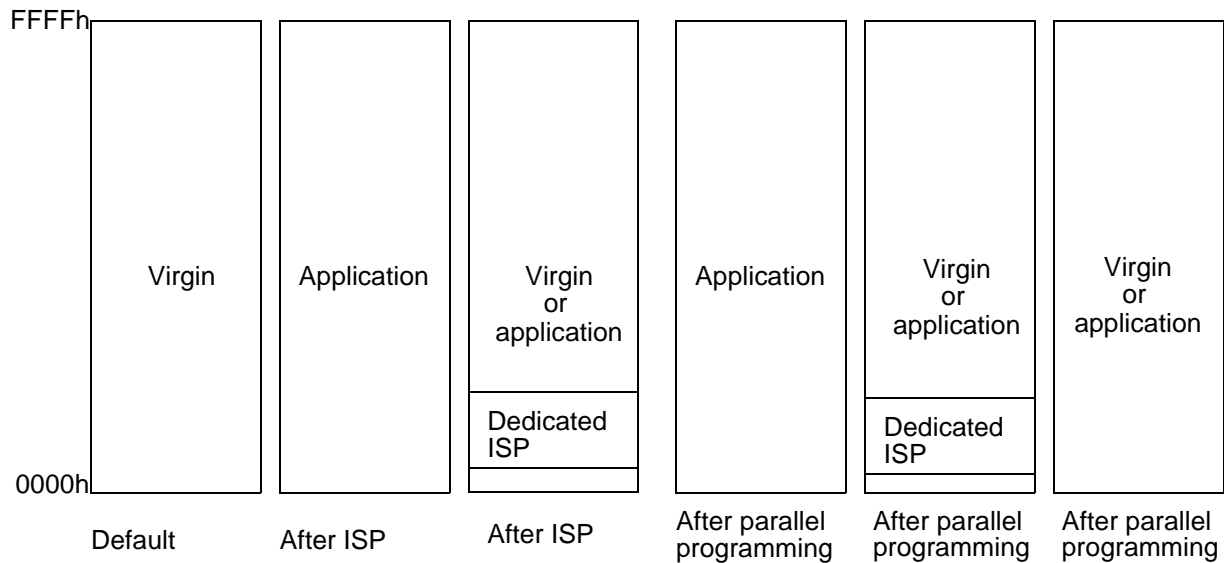 FFFFh
Virgin
Application
Virgin
or
application
Dedicated
ISP
Application
Virgin
or
application
Dedicated
ISP
Virgin
or
application
0000h
Default
After ISP
After ISP
After parallel
programming
After parallel
programming
After parallel
programming